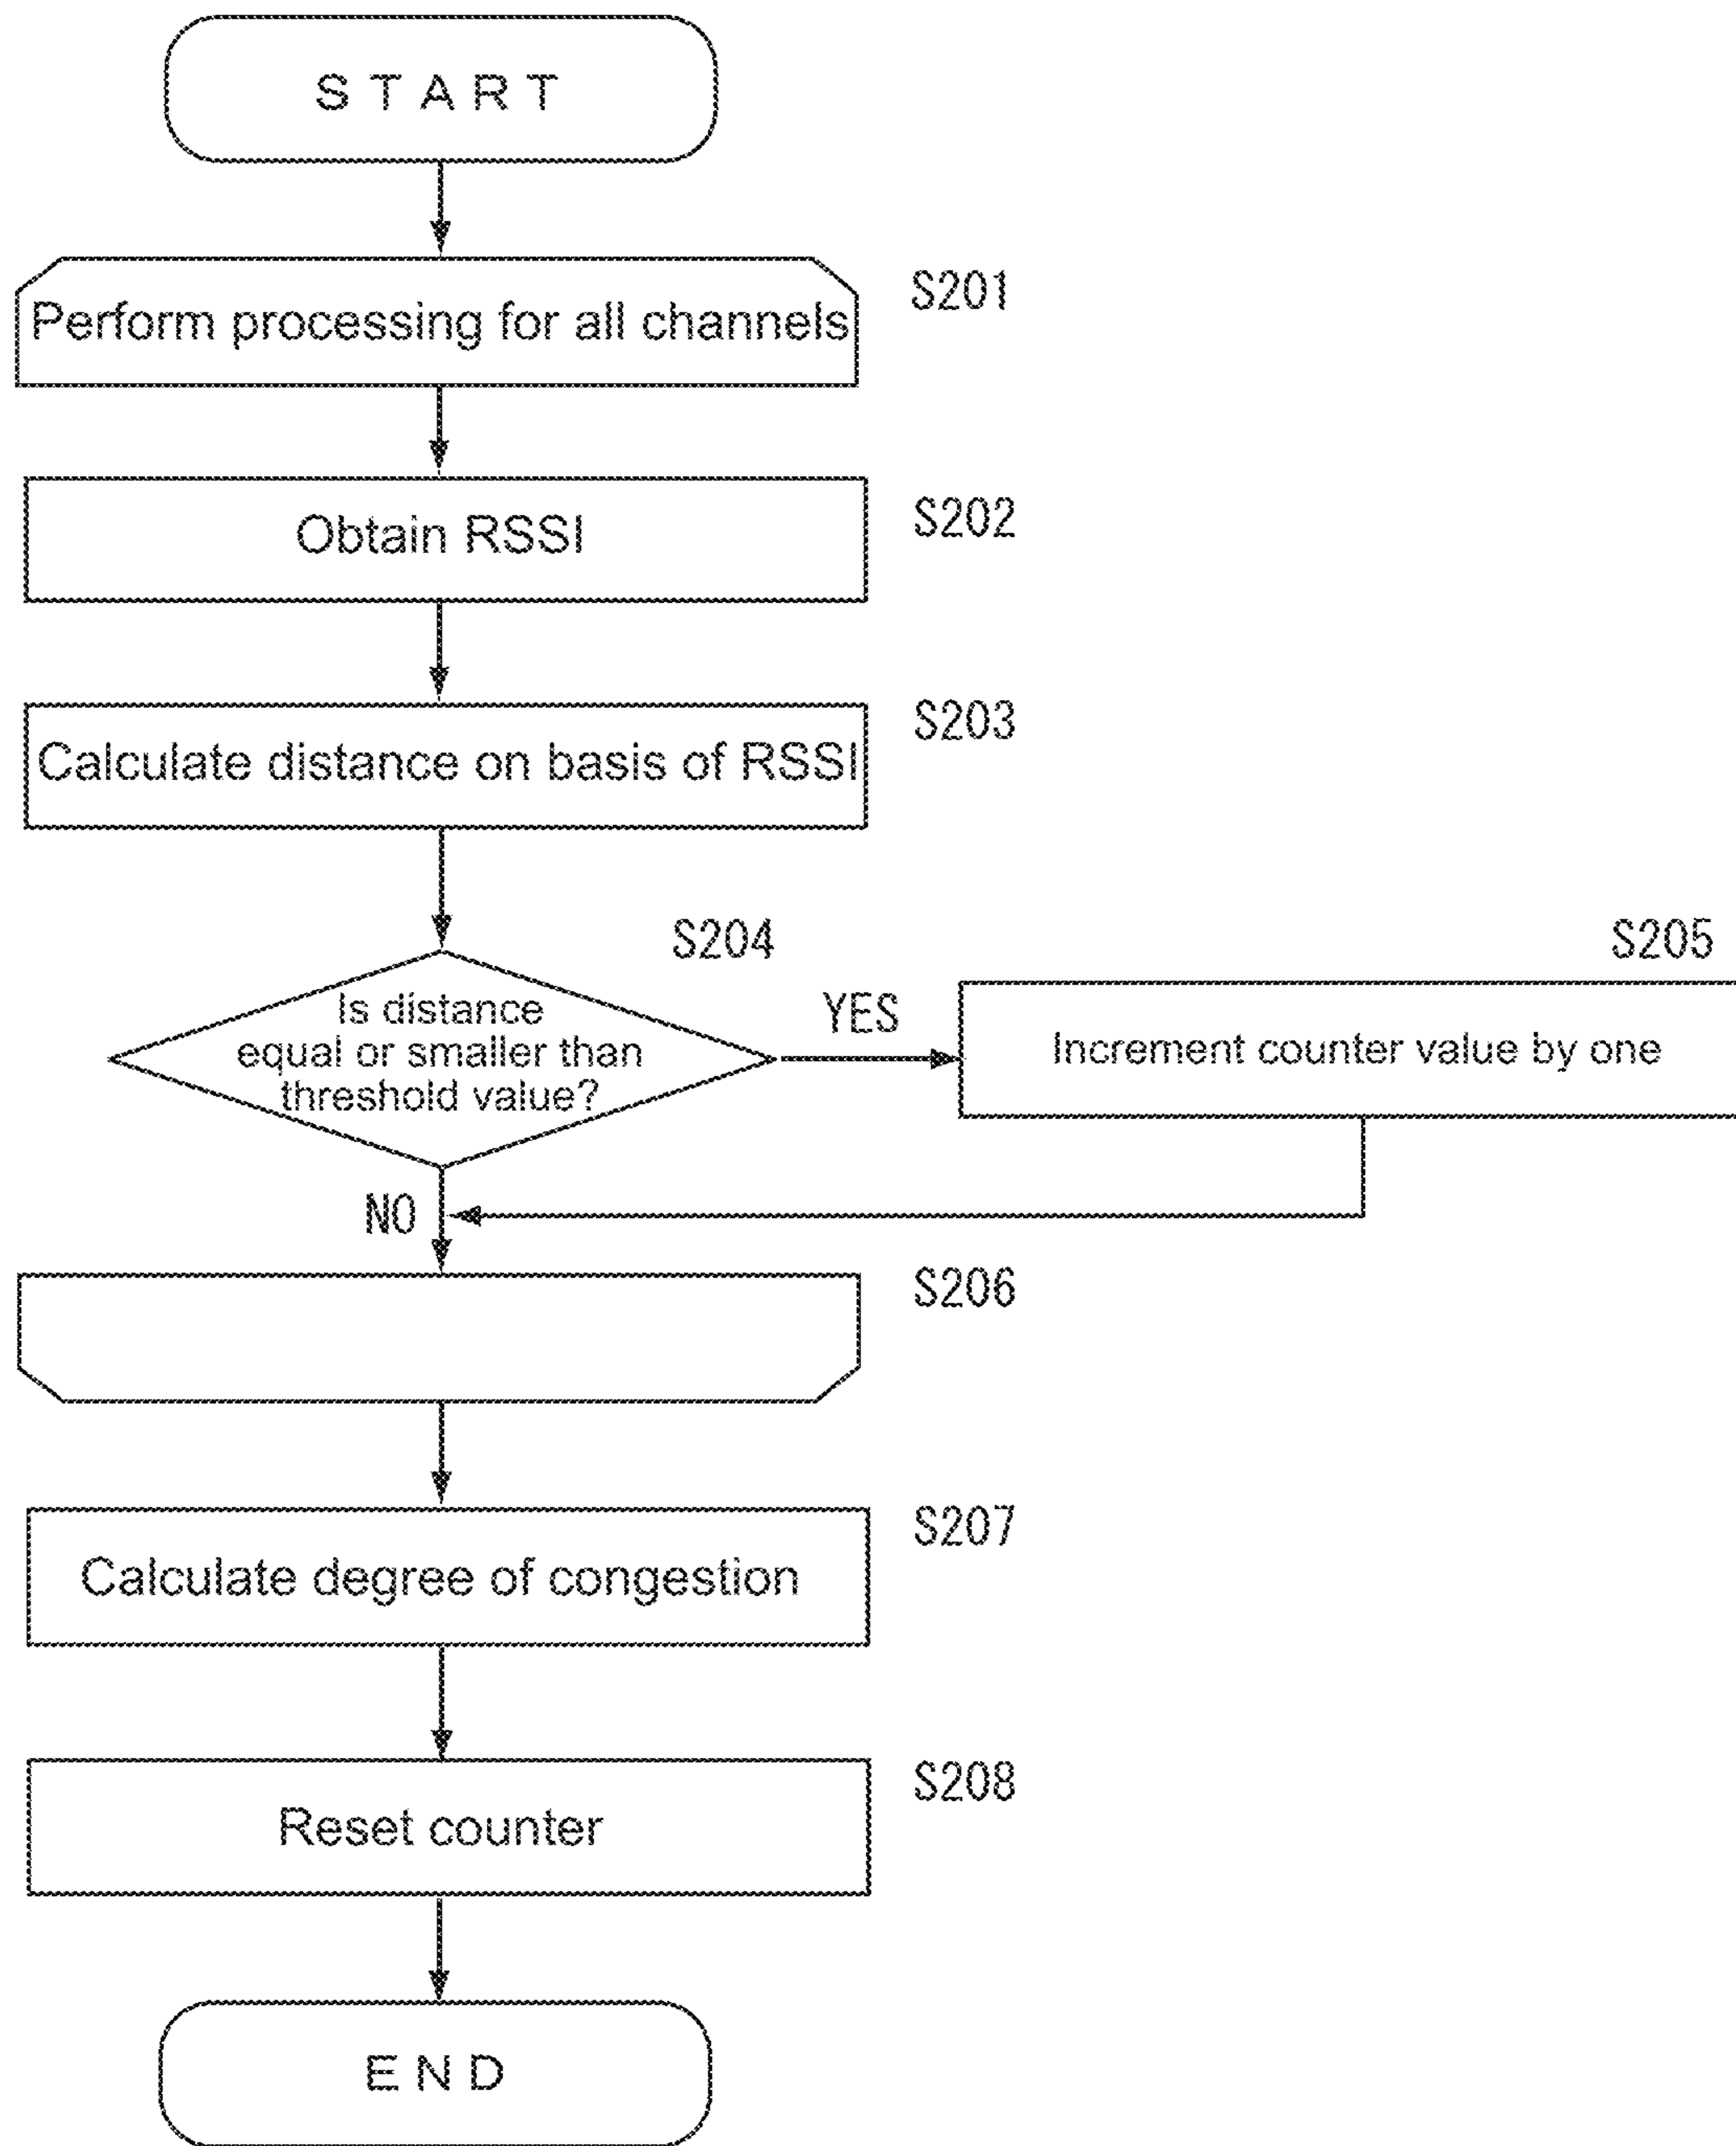 START
Perform processing for all channels
S201
Obtain RSSI
S202
Calculate distance on basis of RSSI
S203
S204
Is distance
equal or smaller than
threshold value?
YES
S205
Increment counter value by one
NO
S206
S207
Calculate degree of congestion
S208
Reset counter
END